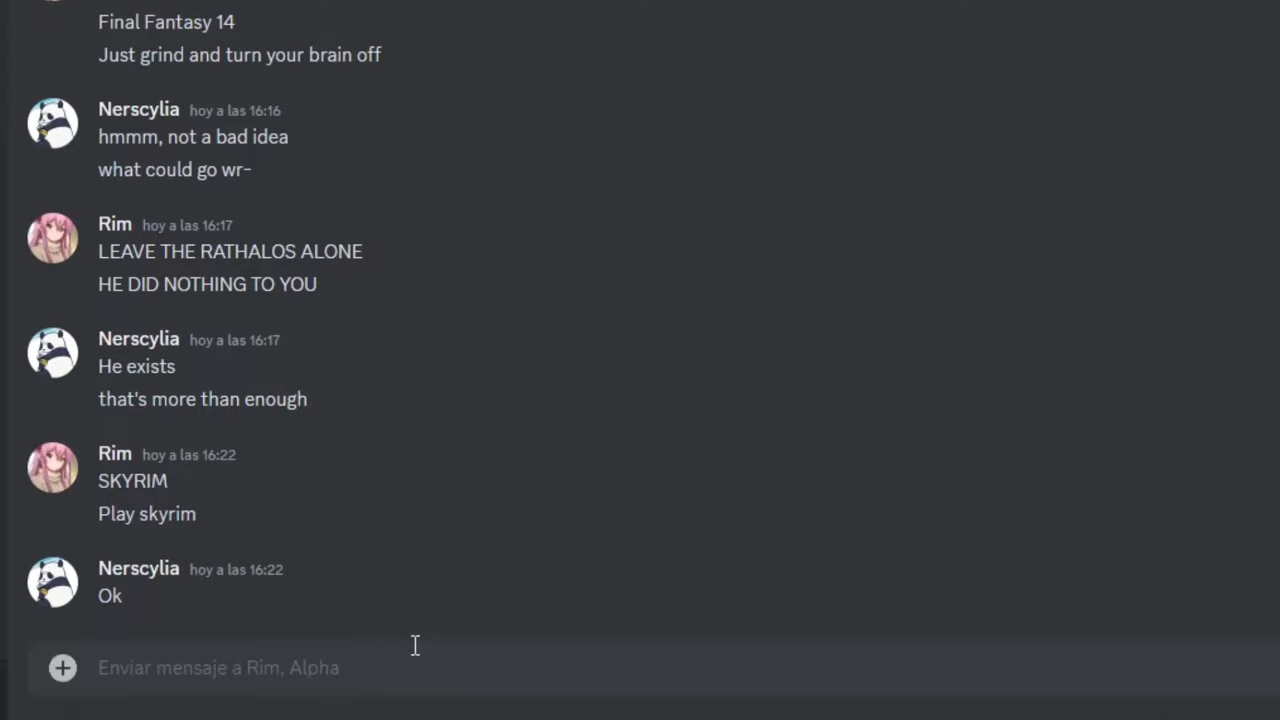 Final Fantasy 14
Just grind and turn your brain off
Nerscylia hoy a las 16:16
hmmm, not a bad idea
what could go wr-
Rim hoy a las 16:17
LEAVE THE RATHALOS ALONE
HE DID NOTHING TO YOU
Nerscylia hoy a las 16:17
He exists
that's more than enough
Rim hoy a las 16:22
SKYRIM
Play skyrim
Nerscylia hoy a las 16:22
Ok
Enviar mensaje a Rim, Alpha